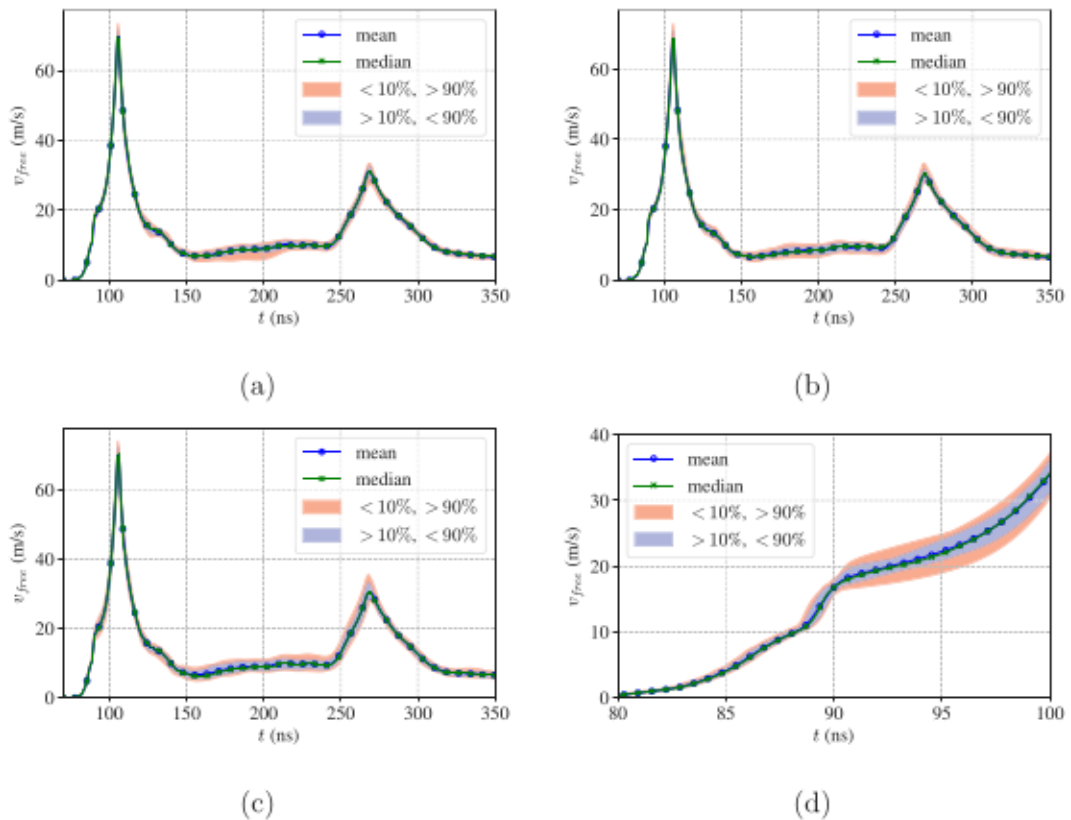 60
40
20
0
v_free (m/s)
mean
median
< 10%, > 90%
> 10%, < 90%
100 150 200 250 300 350
t (ns)
(a)
60
40
20
0
v_free (m/s)
mean
median
< 10%, > 90%
> 10%, < 90%
100 150 200 250 300 350
t (ns)
(b)
60
40
20
0
v_free (m/s)
mean
median
< 10%, > 90%
> 10%, < 90%
100 150 200 250 300 350
t (ns)
(c)
40
30
20
10
0
v_free (m/s)
mean
median
< 10%, > 90%
> 10%, < 90%
80 85 90 95 100
t (ns)
(d)